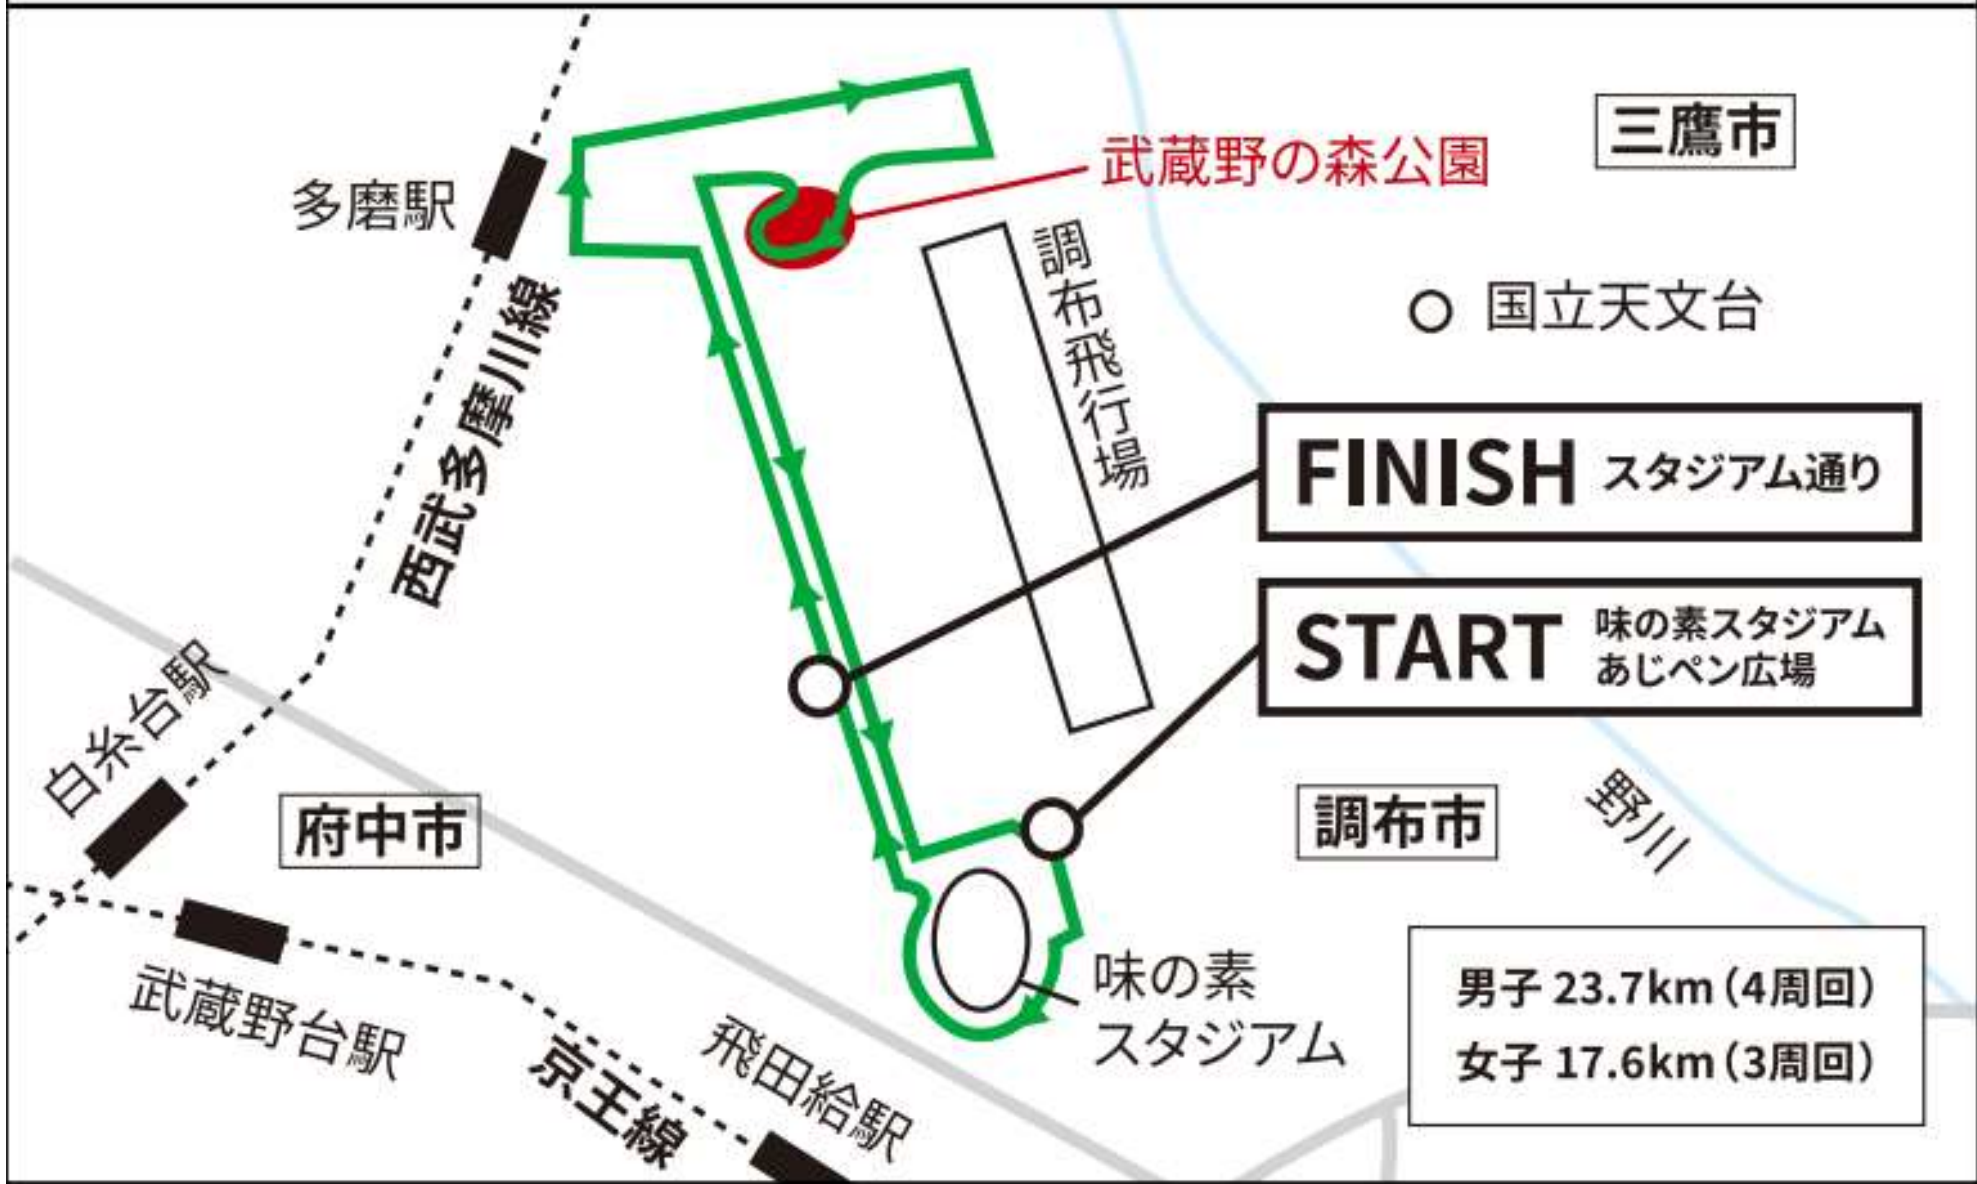 三鷹市
武蔵野の森公園
多磨駅
調布飛行場
国立天文台
西武多摩川線
FINISH スタジアム通り
START 味の素スタジアム
あじペン広場
白糸台駅
府中市
調布市
野川
味の素
スタジアム
武蔵野台駅
京王線
飛田給駅
男子 23.7km（4周回）
女子 17.6km（3周回）